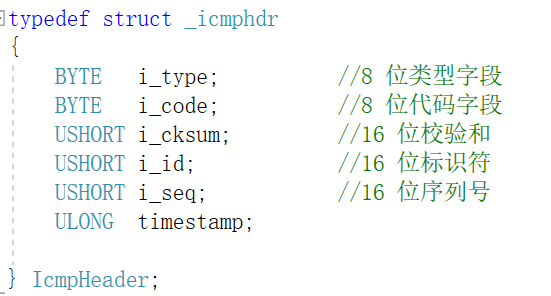 typedef struct _icmphdr
{
BYTE i_type; //8 位类型字段
BYTE i_code; //8 位代码字段
USHORT i_cksum; //16 位校验和
USHORT i_id; //16 位标识符
USHORT i_seq; //16 位序列号
ULONG timestamp;
} IcmpHeader;